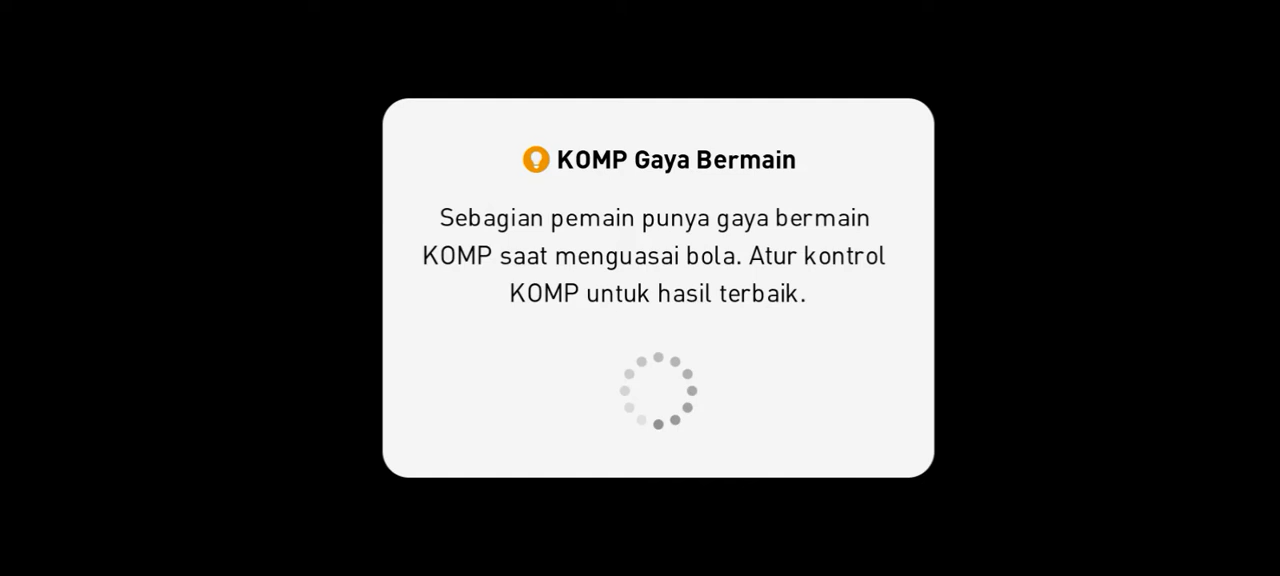 KOMP Gaya Bermain
Sebagian pemain punya gaya bermain
KOMP saat menguasai bola. Atur kontrol
KOMP untuk hasil terbaik.